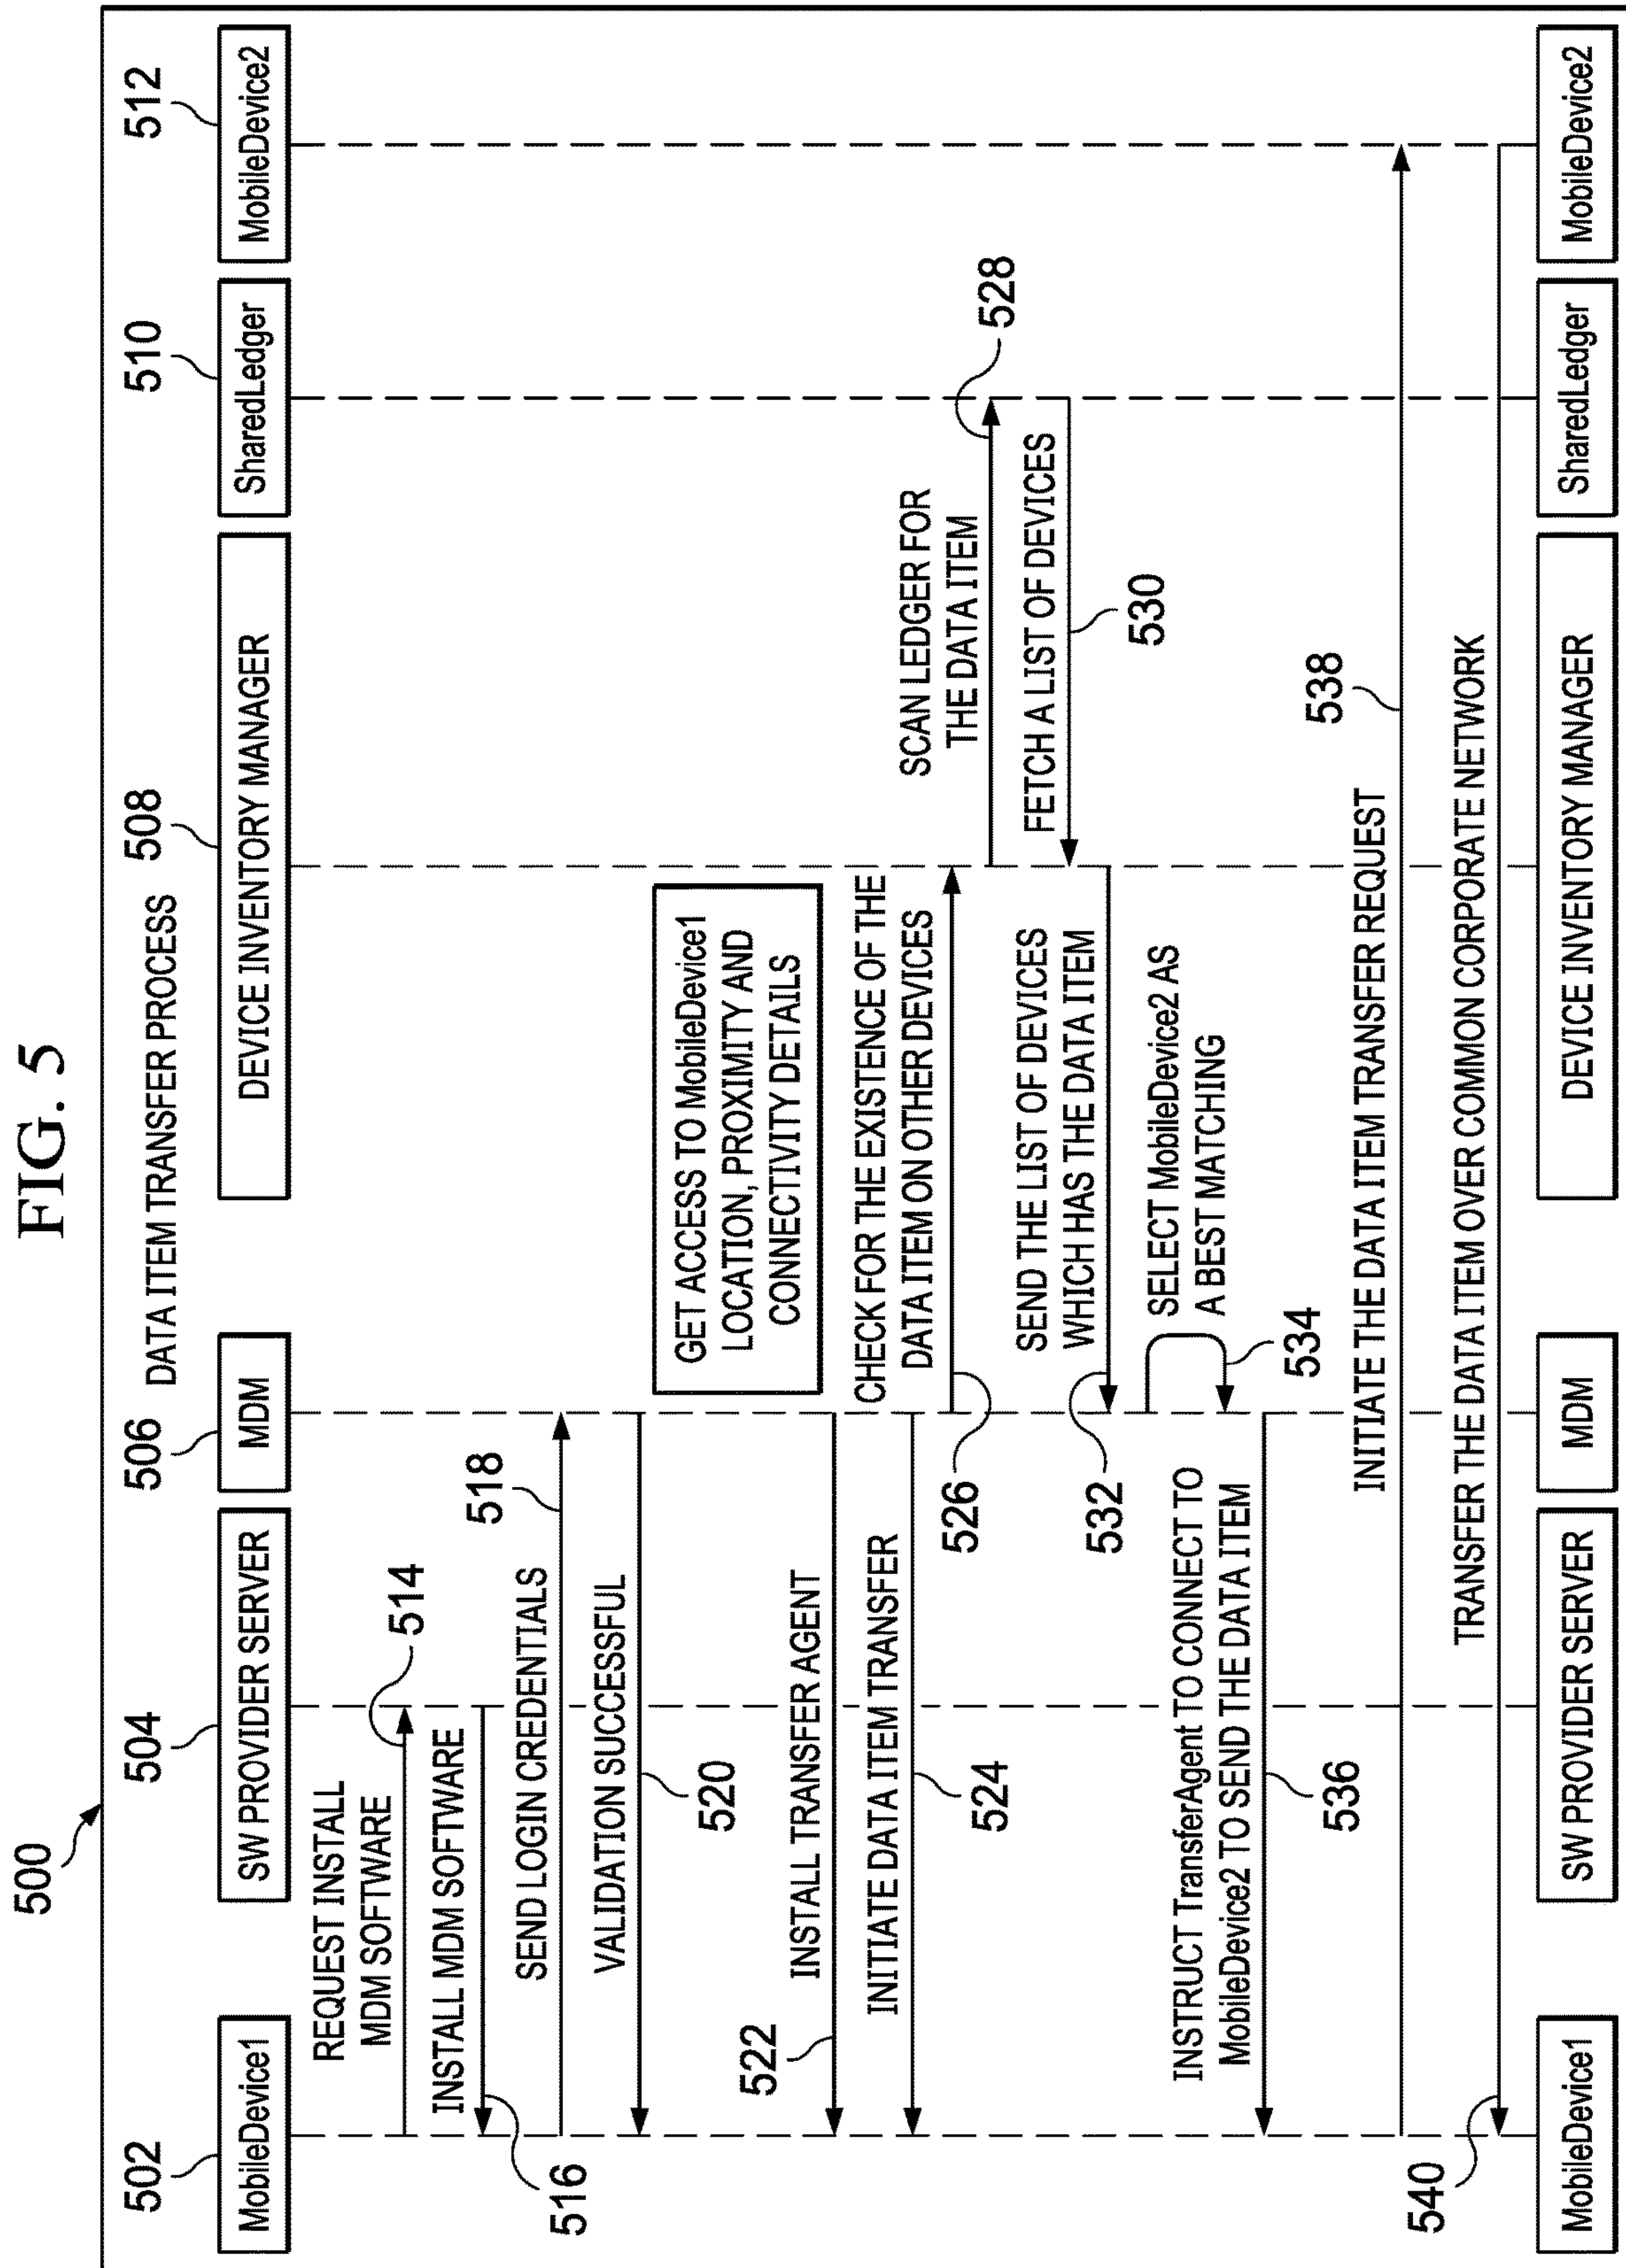 FIG. 5
500
DATA ITEM TRANSFER PROCESS
502
504
506
508
510
512
MobileDevice1
SW PROVIDER SERVER
MDM
DEVICE INVENTORY MANAGER
SharedLedger
MobileDevice2
REQUEST INSTALL
MDM SOFTWARE
514
INSTALL MDM SOFTWARE
516
SEND LOGIN CREDENTIALS
518
VALIDATION SUCCESSFUL
520
GET ACCESS TO MobileDevice1
LOCATION, PROXIMITY AND
CONNECTIVITY DETAILS
INSTALL TRANSFER AGENT
522
INITIATE DATA ITEM TRANSFER
524
CHECK FOR THE EXISTENCE OF THE
DATA ITEM ON OTHER DEVICES
526
SCAN LEDGER FOR
THE DATA ITEM
528
FETCH A LIST OF DEVICES
530
SEND THE LIST OF DEVICES
WHICH HAS THE DATA ITEM
532
SELECT MobileDevice2 AS
A BEST MATCHING
534
INSTRUCT TransferAgent TO CONNECT TO
MobileDevice2 TO SEND THE DATA ITEM
536
INITIATE THE DATA ITEM TRANSFER REQUEST
538
TRANSFER THE DATA ITEM OVER COMMON CORPORATE NETWORK
540
MobileDevice1
SW PROVIDER SERVER
MDM
DEVICE INVENTORY MANAGER
SharedLedger
MobileDevice2